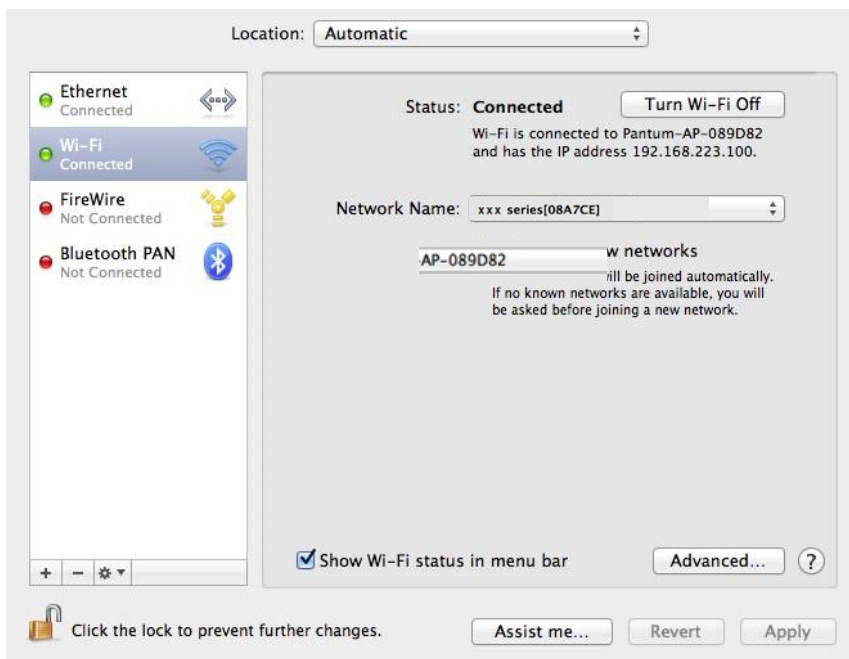 Location: Automatic
Ethernet
Connected
Wi-Fi
Connected
FireWire
Not Connected
Bluetooth PAN
Not Connected
Status: Connected Turn Wi-Fi Off
Wi-Fi is connected to Pantum-AP-089D82
and has the IP address 192.168.223.100.
Network Name: xxx series[08A7CE]
w networks
AP-089D82
ill be joined automatically.
If no known networks are available, you will
be asked before joining a new network.
Show Wi-Fi status in menu bar Advanced... ?
+ -
Click the lock to prevent further changes. Assist me... Revert Apply